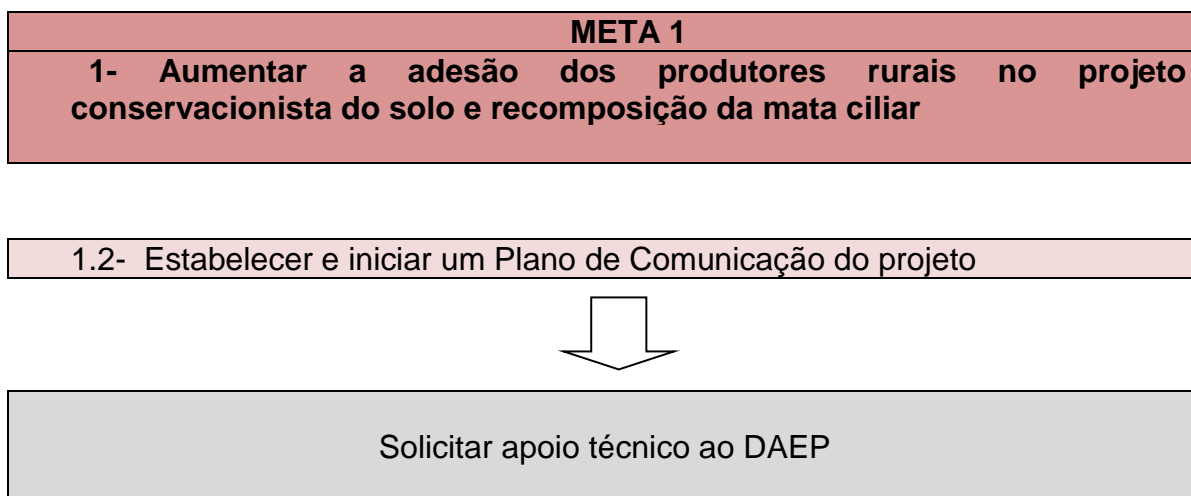 META 1
1- Aumentar a adesão dos produtores rurais no projeto
conservacionista do solo e recomposição da mata ciliar
1.2- Estabelecer e iniciar um Plano de Comunicação do projeto
Solicitar apoio técnico ao DAEP